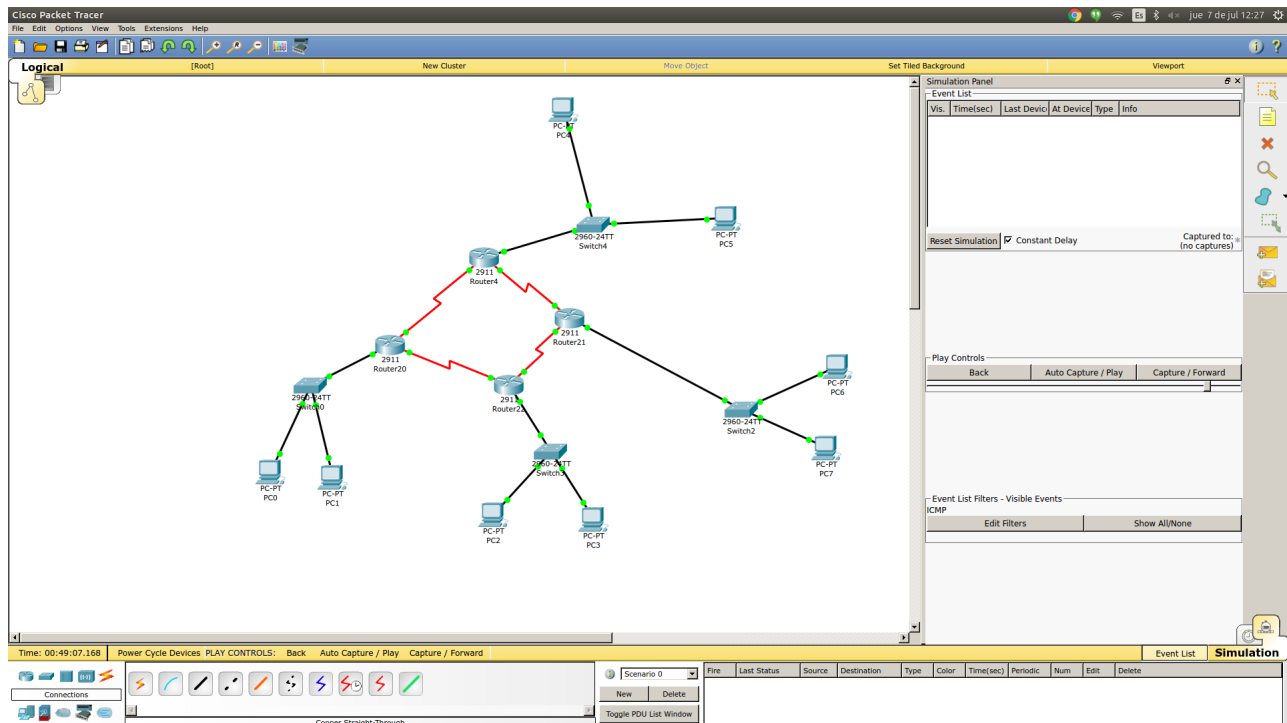 Cisco Packet Tracer
Es jue 7 de jul 12:27
File Edit Options View Tools Extensions Help
Logical [Root] New Cluster Move Object Set Tiled Background Viewport
PC-PT
PC4
2960-24TT
Switch4
PC-PT
PC5
2911
Router4
2911
Router21
2911
Router20
2911
Router22
2960-24TT
Switch0
PC-PT
PC6
2960-24TT
Switch2
PC-PT
PC7
2960-24TT
Switch3
PC-PT
PC0
PC-PT
PC1
PC-PT
PC2
PC-PT
PC3
Simulation Panel
Event List
Vis. Time(sec) Last Devic At Device Type Info
Reset Simulation Constant Delay Captured to:
(no captures)
Play Controls
Back Auto Capture / Play Capture / Forward
Event List Filters - Visible Events
ICMP
Edit Filters Show All/None
Time: 00:49:07.168 Power Cycle Devices PLAY CONTROLS: Back Auto Capture / Play Capture / Forward Event List Simulation
Connections
Copper Straight-Through
Scenario 0
New Delete
Toggle PDU List Window
Fire Last Status Source Destination Type Color Time(sec) Periodic Num Edit Delete